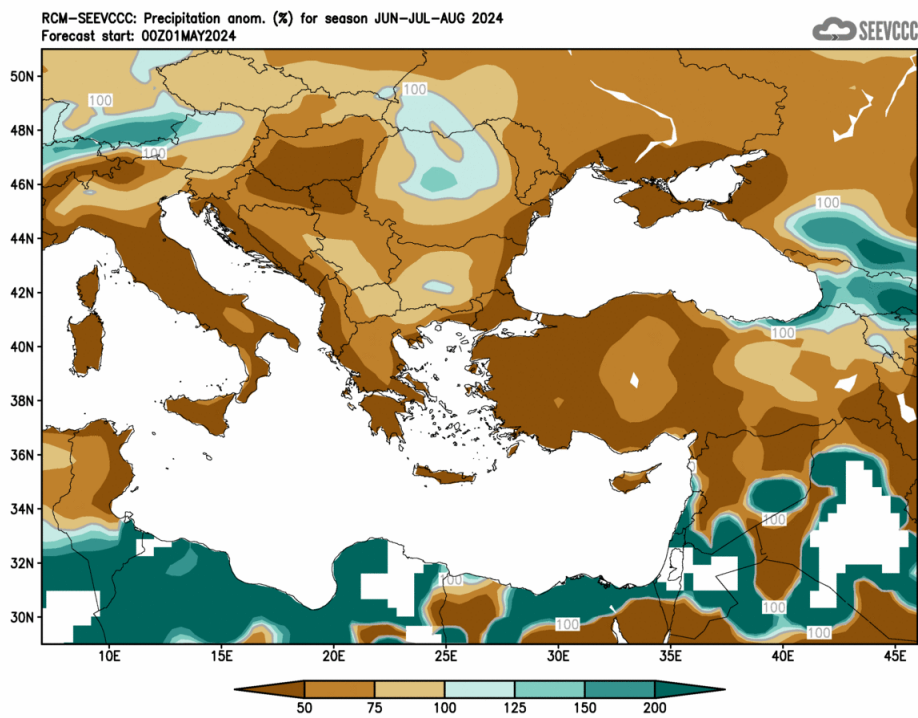 RCM-SEEVCCC: Precipitation anom. (%) for season JUN-JUL-AUG 2024
Forecast start: 00Z01MAY2024
SEEVCCC
50N
48N
46N
44N
42N
40N
38N
36N
34N
32N
30N
100
100
100
100
100
100
100
100
100
100
10E
15E
20E
25E
30E
35E
40E
45E
50
75
100
125
150
200